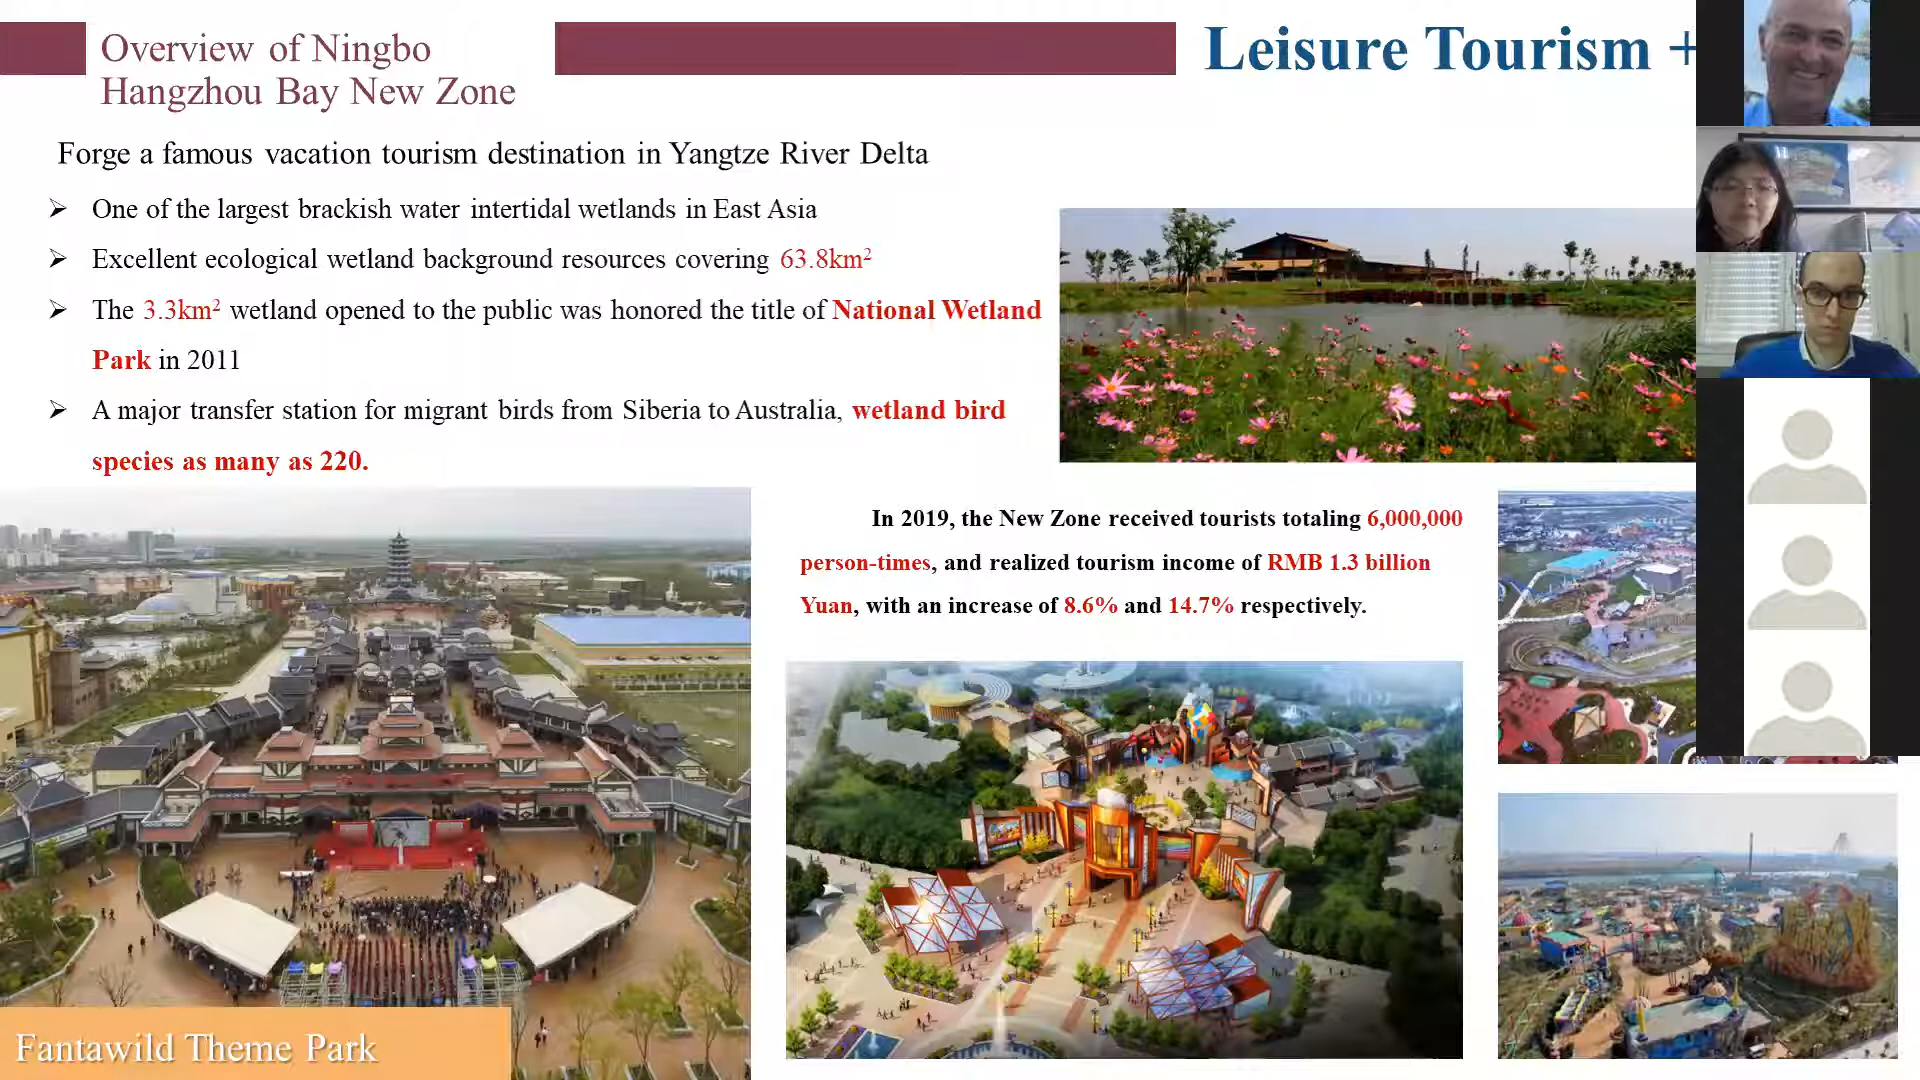 Overview of Ningbo
Hangzhou Bay New Zone
Leisure Tourism +
Forge a famous vacation tourism destination in Yangtze River Delta
➢ One of the largest brackish water intertidal wetlands in East Asia
➢ Excellent ecological wetland background resources covering 63.8km²
➢ The 3.3km² wetland opened to the public was honored the title of National Wetland
Park in 2011
➢ A major transfer station for migrant birds from Siberia to Australia, wetland bird
species as many as 220.
In 2019, the New Zone received tourists totaling 6,000,000
person-times, and realized tourism income of RMB 1.3 billion
Yuan, with an increase of 8.6% and 14.7% respectively.
Fantawild Theme Park